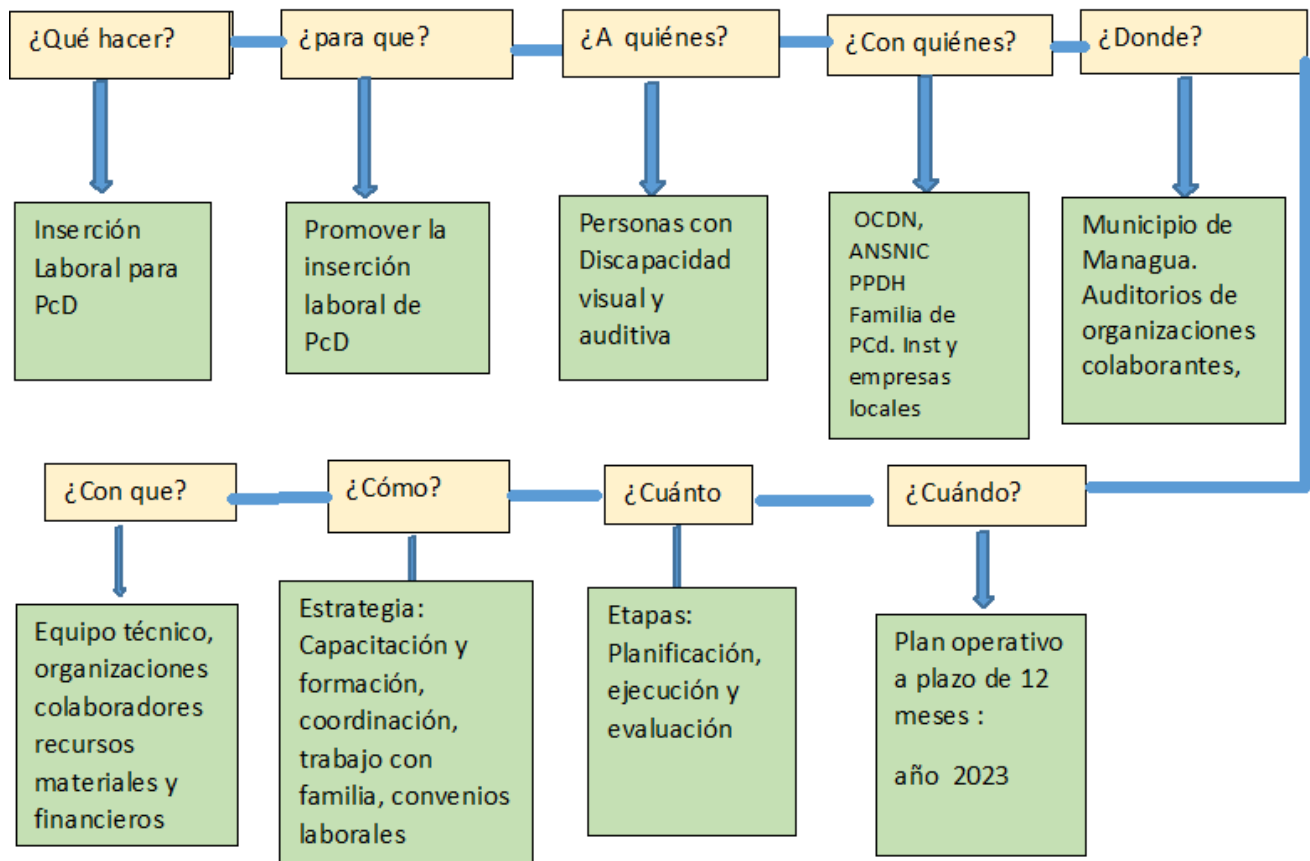 ¿Qué hacer?
¿para que?
¿A quiénes?
¿Con quiénes?
¿Donde?
Inserción
Laboral para
PcD
Promover la
inserción
laboral de
PcD
Personas con
Discapacidad
visual y
auditiva
OCDN,
ANSNIC
PPDH
Familia de
PCd. Inst y
empresas
locales
Municipio de
Managua.
Auditorios de
organizaciones
colaborantes,
¿Con que?
¿Cómo?
¿Cuánto
¿Cuándo?
Equipo técnico,
organizaciones
colaboradores
recursos
materiales y
financieros
Estrategia:
Capacitación y
formación,
coordinación,
trabajo con
familia, convenios
laborales
Etapas:
Planificación,
ejecución y
evaluación
Plan operativo
a plazo de 12
meses :
año 2023